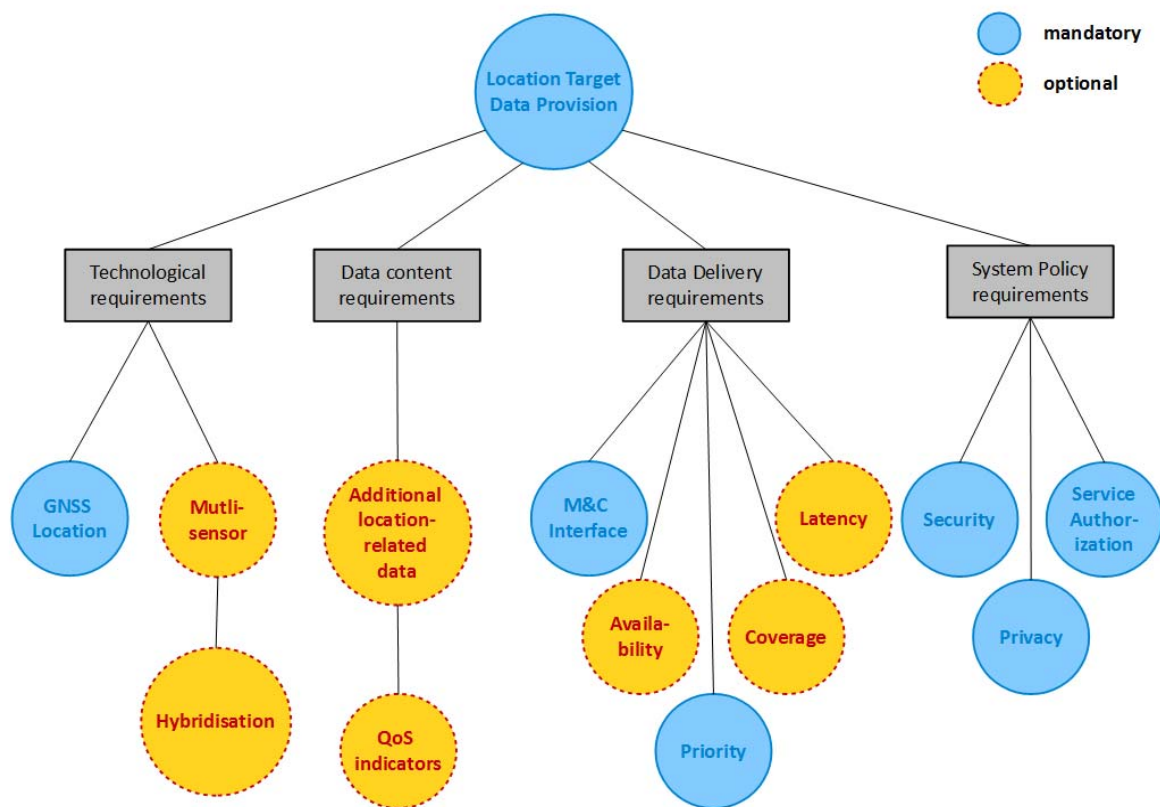 mandatory
optional
Location Target
Data Provision
Technological
requirements
Data content
requirements
Data Delivery
requirements
System Policy
requirements
GNSS
Location
Mutli-
sensor
Additional
location-
related
data
M&C
Interface
Latency
Security
Service
Author-
ization
Availa-
bility
Coverage
Privacy
Hybridisation
QoS
indicators
Priority